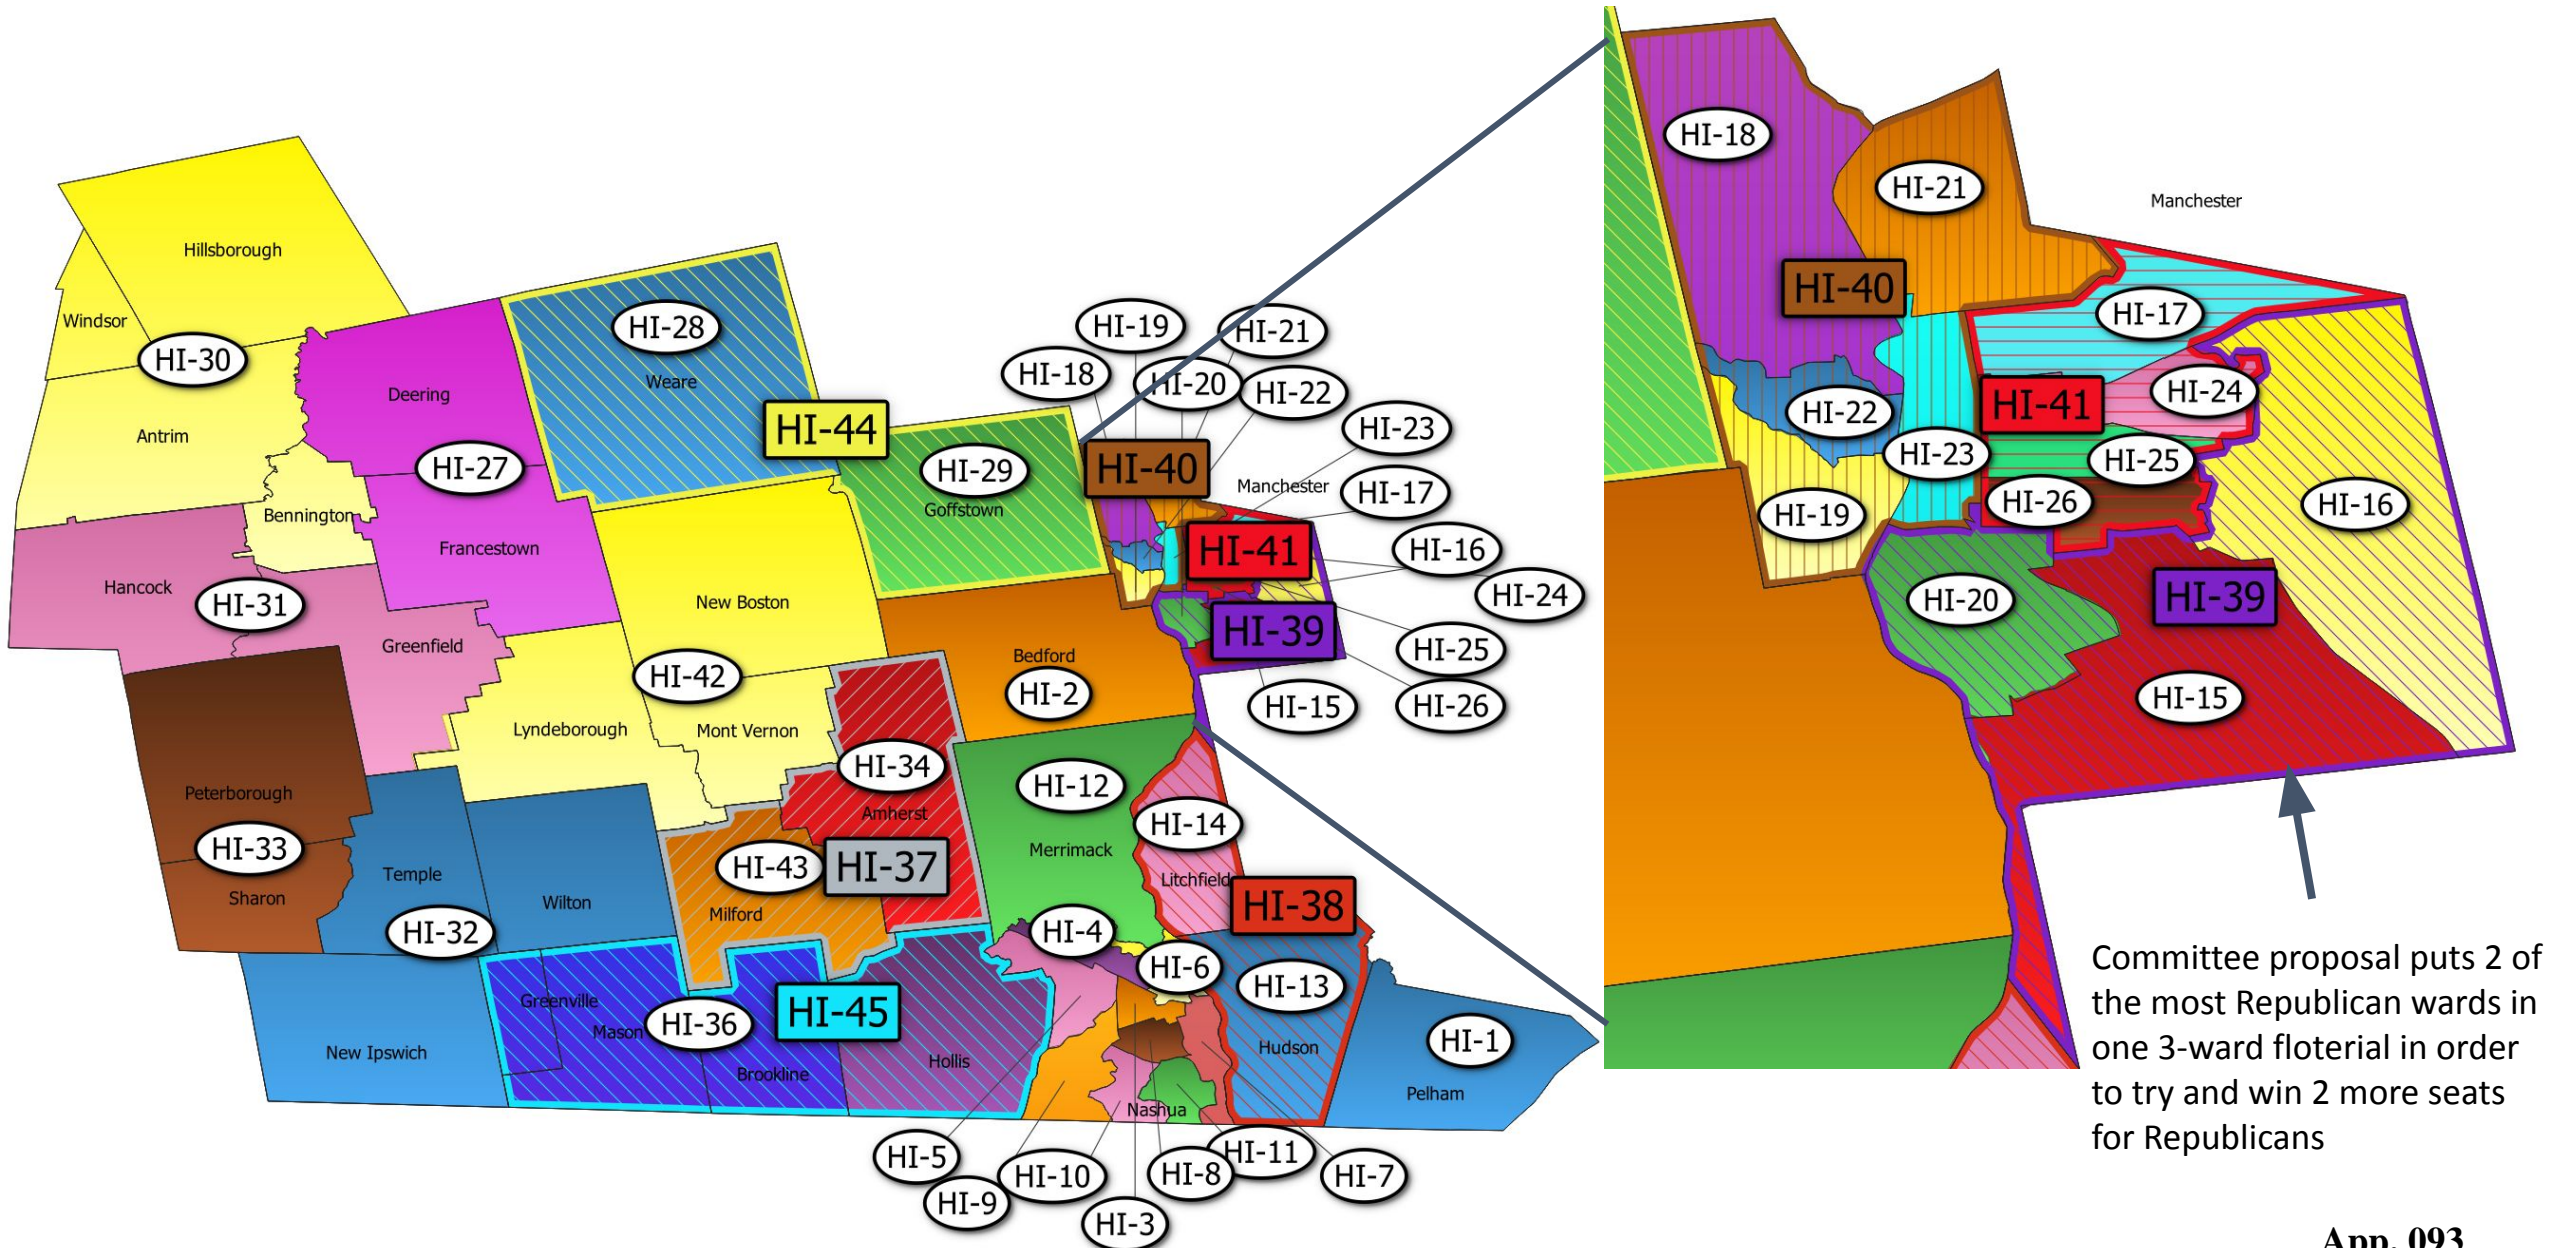 Hillsborough
Windsor
HI-30
Antrim
Deering
HI-27
Bennington
Francestown
HI-28
Weare
HI-44
HI-29
Goffstown
HI-19
HI-21
HI-18
HI-20
HI-22
HI-23
HI-40
Manchester
HI-17
HI-41
HI-16
HI-24
HI-39
HI-25
HI-15
HI-26
Hancock
HI-31
Greenfield
New Boston
HI-42
Lyndeborough
Mont Vernon
Bedford
HI-2
HI-34
Amherst
HI-12
Merrimack
HI-14
Litchfield
Peterborough
HI-33
Sharon
Temple
HI-32
Wilton
HI-43
HI-37
Milford
HI-38
HI-4
HI-6
HI-13
Hudson
HI-1
Pelham
New Ipswich
Greenville
Mason
HI-36
HI-45
Brookline
Hollis
Nashua
HI-5
HI-9
HI-10
HI-3
HI-8
HI-11
HI-7
HI-18
HI-21
Manchester
HI-40
HI-17
HI-22
HI-41
HI-24
HI-23
HI-25
HI-19
HI-26
HI-16
HI-20
HI-39
HI-15
Committee proposal puts 2 of
the most Republican wards in
one 3-ward floterial in order
to try and win 2 more seats
for Republicans
App. 093